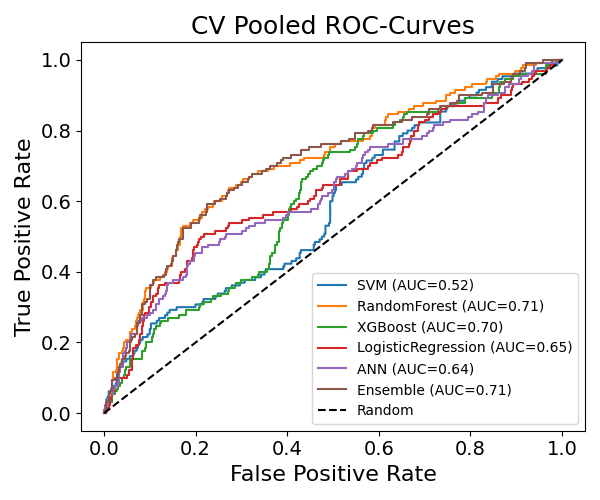 CV Pooled ROC-Curves
True Positive Rate
1.0
0.8
0.6
0.4
0.2
0.0
SVM (AUC=0.52)
RandomForest (AUC=0.71)
XGBoost (AUC=0.70)
LogisticRegression (AUC=0.65)
ANN (AUC=0.64)
Ensemble (AUC=0.71)
Random
0.0 0.2 0.4 0.6 0.8 1.0
False Positive Rate